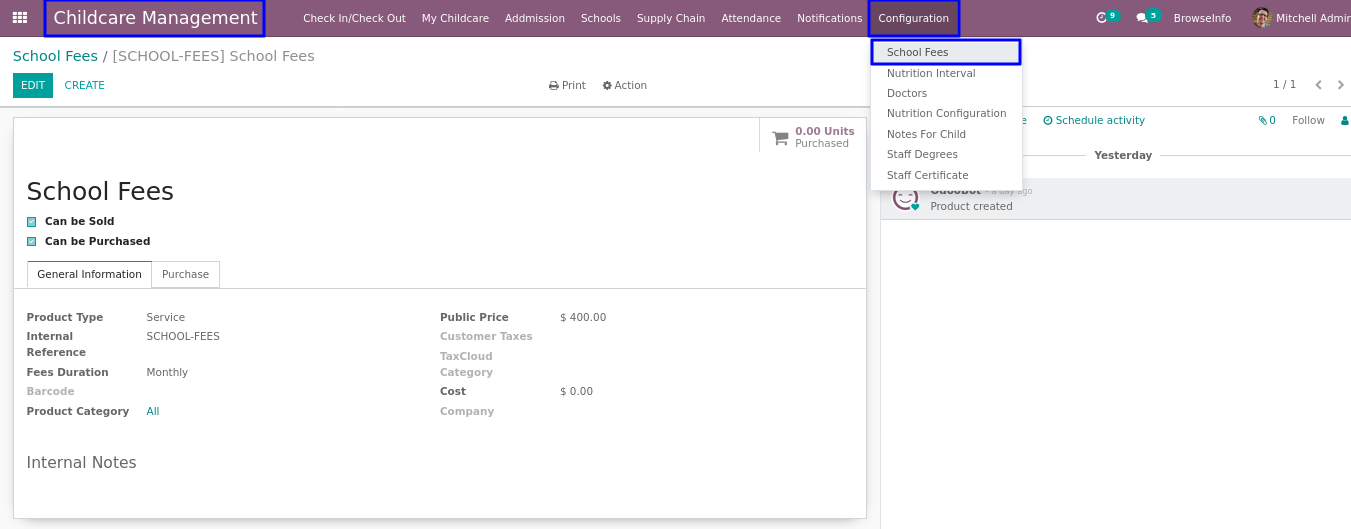 Childcare Management Check In/Check Out My Childcare Addmission Schools Supply Chain Attendance Notifications Configuration 9 5 BrowseInfo Mitchell Admin
School Fees / [SCHOOL-FEES] School Fees
EDIT CREATE Print Action 1 / 1
School Fees
Nutrition Interval
Doctors
Nutrition Configuration
Notes For Child
Staff Degrees
Staff Certificate
Schedule activity 0 Follow
Yesterday
OdooBot - a day ago
Product created
0.00 Units
Purchased
School Fees
Can be Sold
Can be Purchased
General Information Purchase
Product Type Service
Internal
Reference SCHOOL-FEES
Fees Duration Monthly
Barcode
Product Category All
Public Price $ 400.00
Customer Taxes
TaxCloud
Category
Cost $ 0.00
Company
Internal Notes